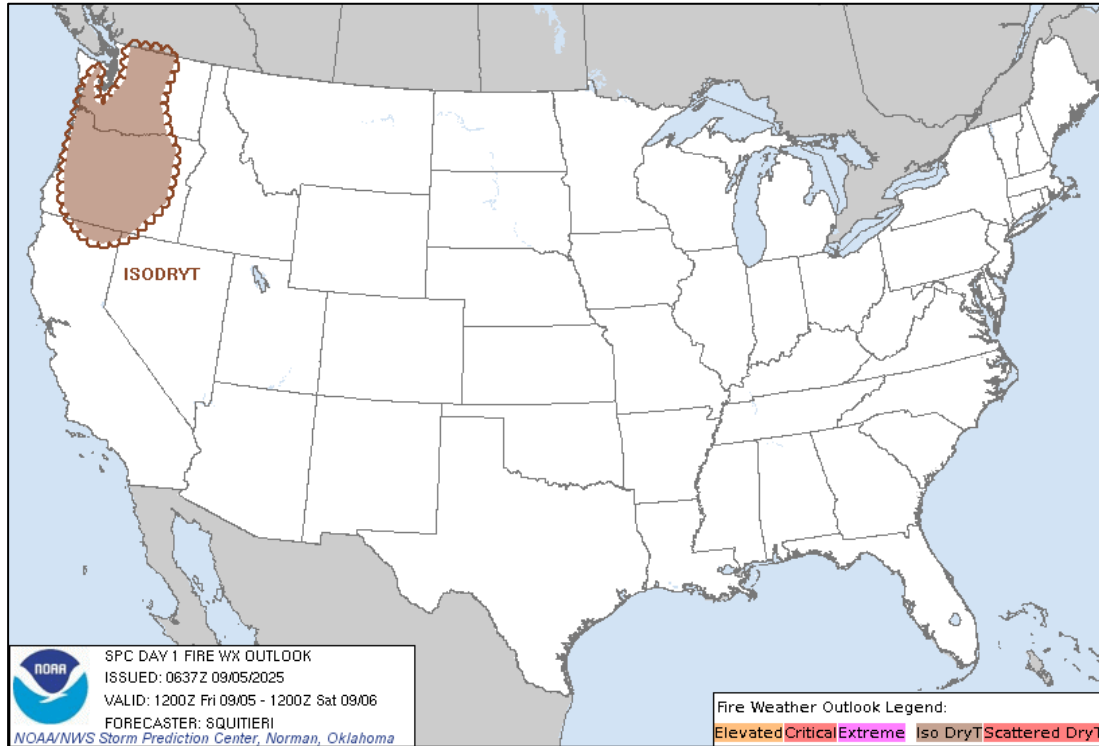 ISODRYT
NOAA
SPC DAY 1 FIRE WX OUTLOOK
ISSUED: 0637Z 09/05/2025
VALID: 1200Z Fri 09/05 - 1200Z Sat 09/06
FORECASTER: SQUITIERI
NOAA/NWS Storm Prediction Center, Norman, Oklahoma
Fire Weather Outlook Legend:
Elevated Critical Extreme Iso DryT Scattered DryT